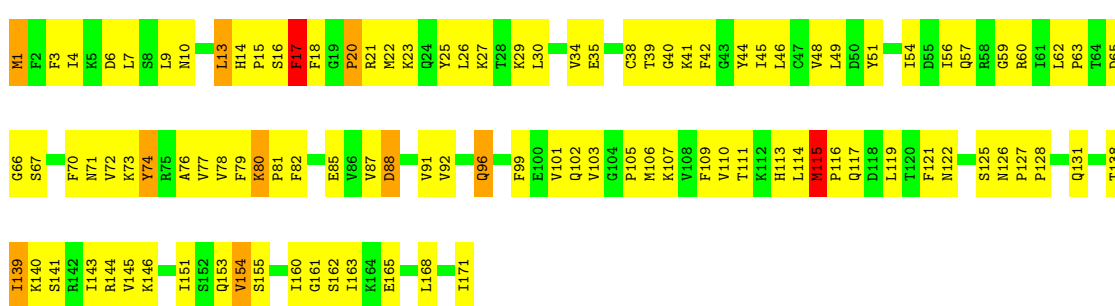 M1 F2 F3 I4 K5 D6 L7 S8 L9 N10 L13 H14 P15 S16 F17 F18 G19 P20 R21 M22 K23 Q24 Y25 L26 K27 T28 K29 L30 V34 E35 C38 T39 G40 K41 F42 G43 Y44 I45 L46 C47 V48 L49 D50 Y51 I54 D55 I56 Q57 R58 G59 R60 I61 L62 P63 T64 D65
G66 S67 F70 N71 V72 K73 Y74 R75 A76 V77 V78 F79 K80 P81 F82 E85 V86 V87 D88 V91 V92 Q96 F99 E100 V101 Q102 V103 G104 P105 M106 K107 V108 F109 V110 T111 K112 H113 L114 M115 P116 Q117 D118 L119 T120 F121 N122 S125 N126 P127 P128 Q131 T138
I139 K140 S141 R142 I143 R144 V145 K146 I151 S152 Q153 V154 S155 I160 G161 S162 I163 K164 E165 L168 I171